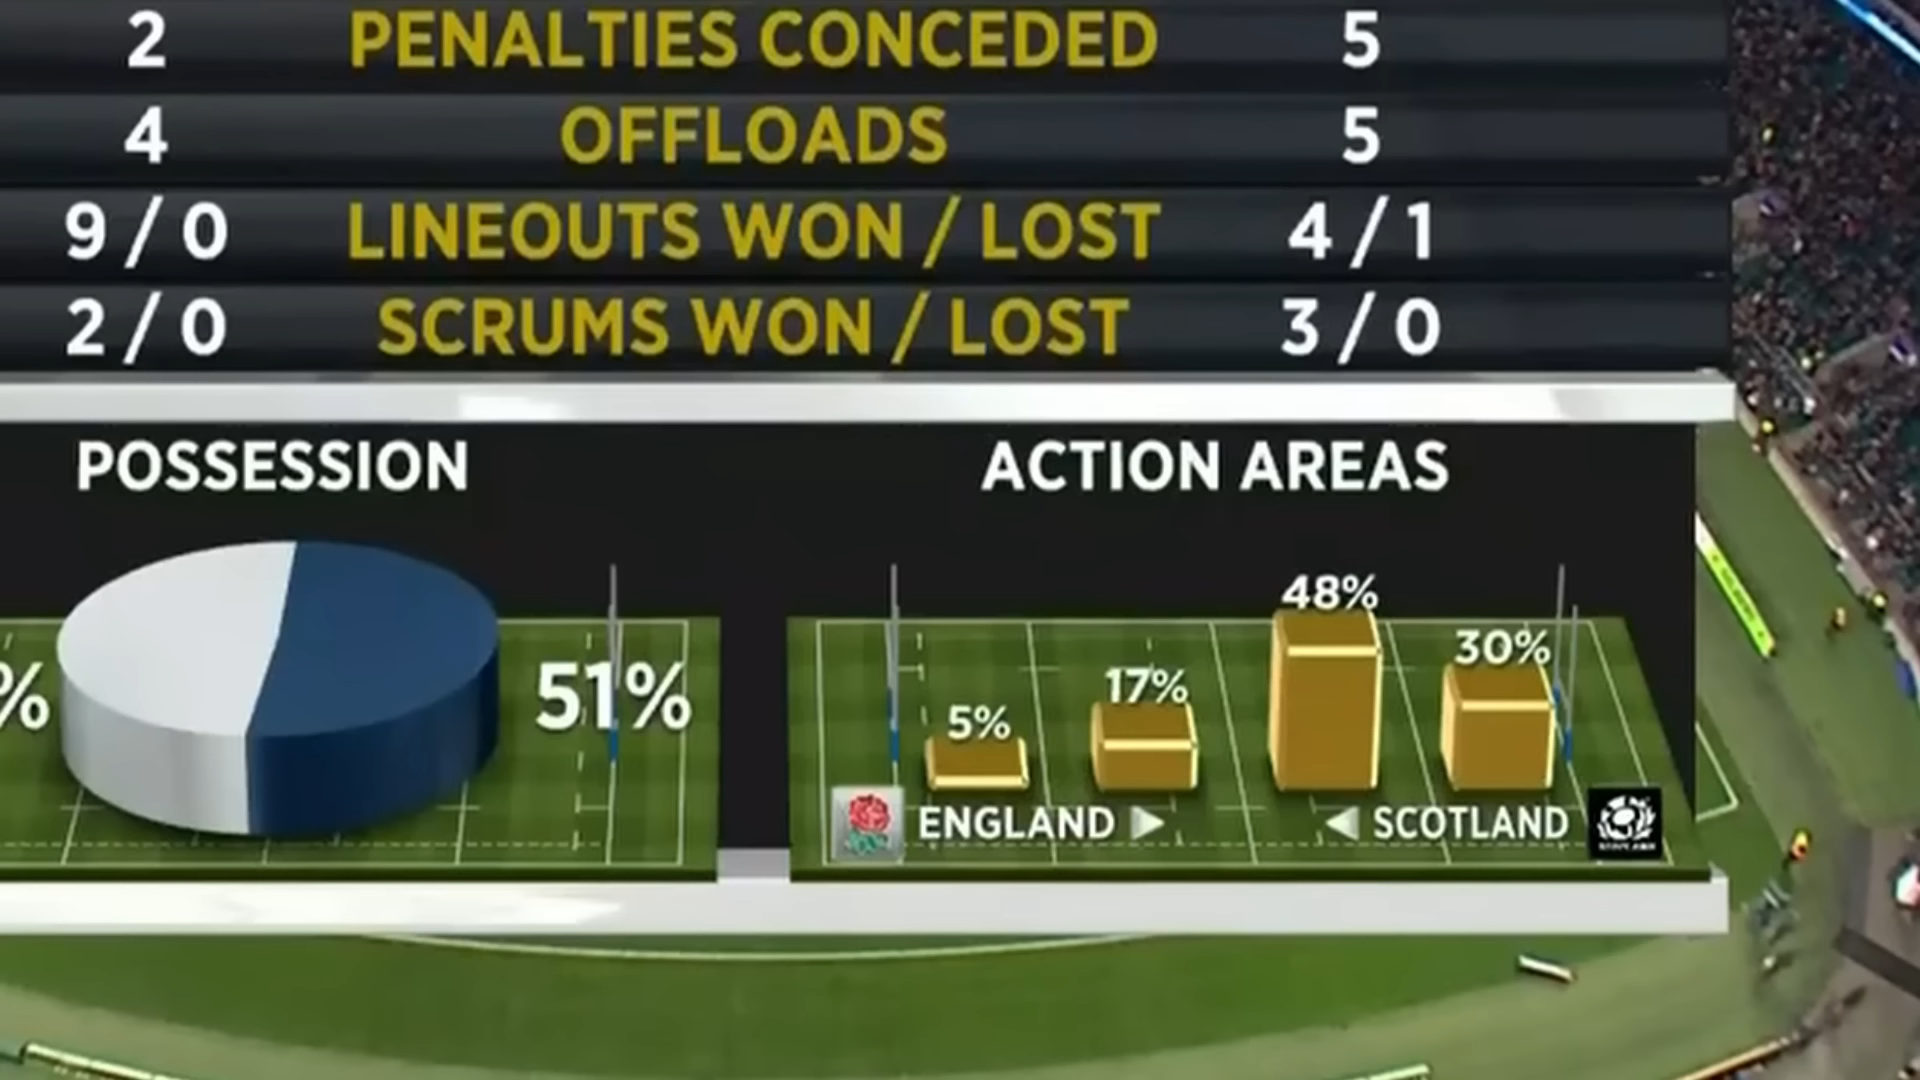 2 PENALTIES CONCEDED 5
4 OFFLOADS 5
9 / 0 LINEOUTS WON / LOST 4 / 1
2 / 0 SCRUMS WON / LOST 3 / 0
POSSESSION
ACTION AREAS
%
51%
5%
17%
48%
30%
ENGLAND
SCOTLAND